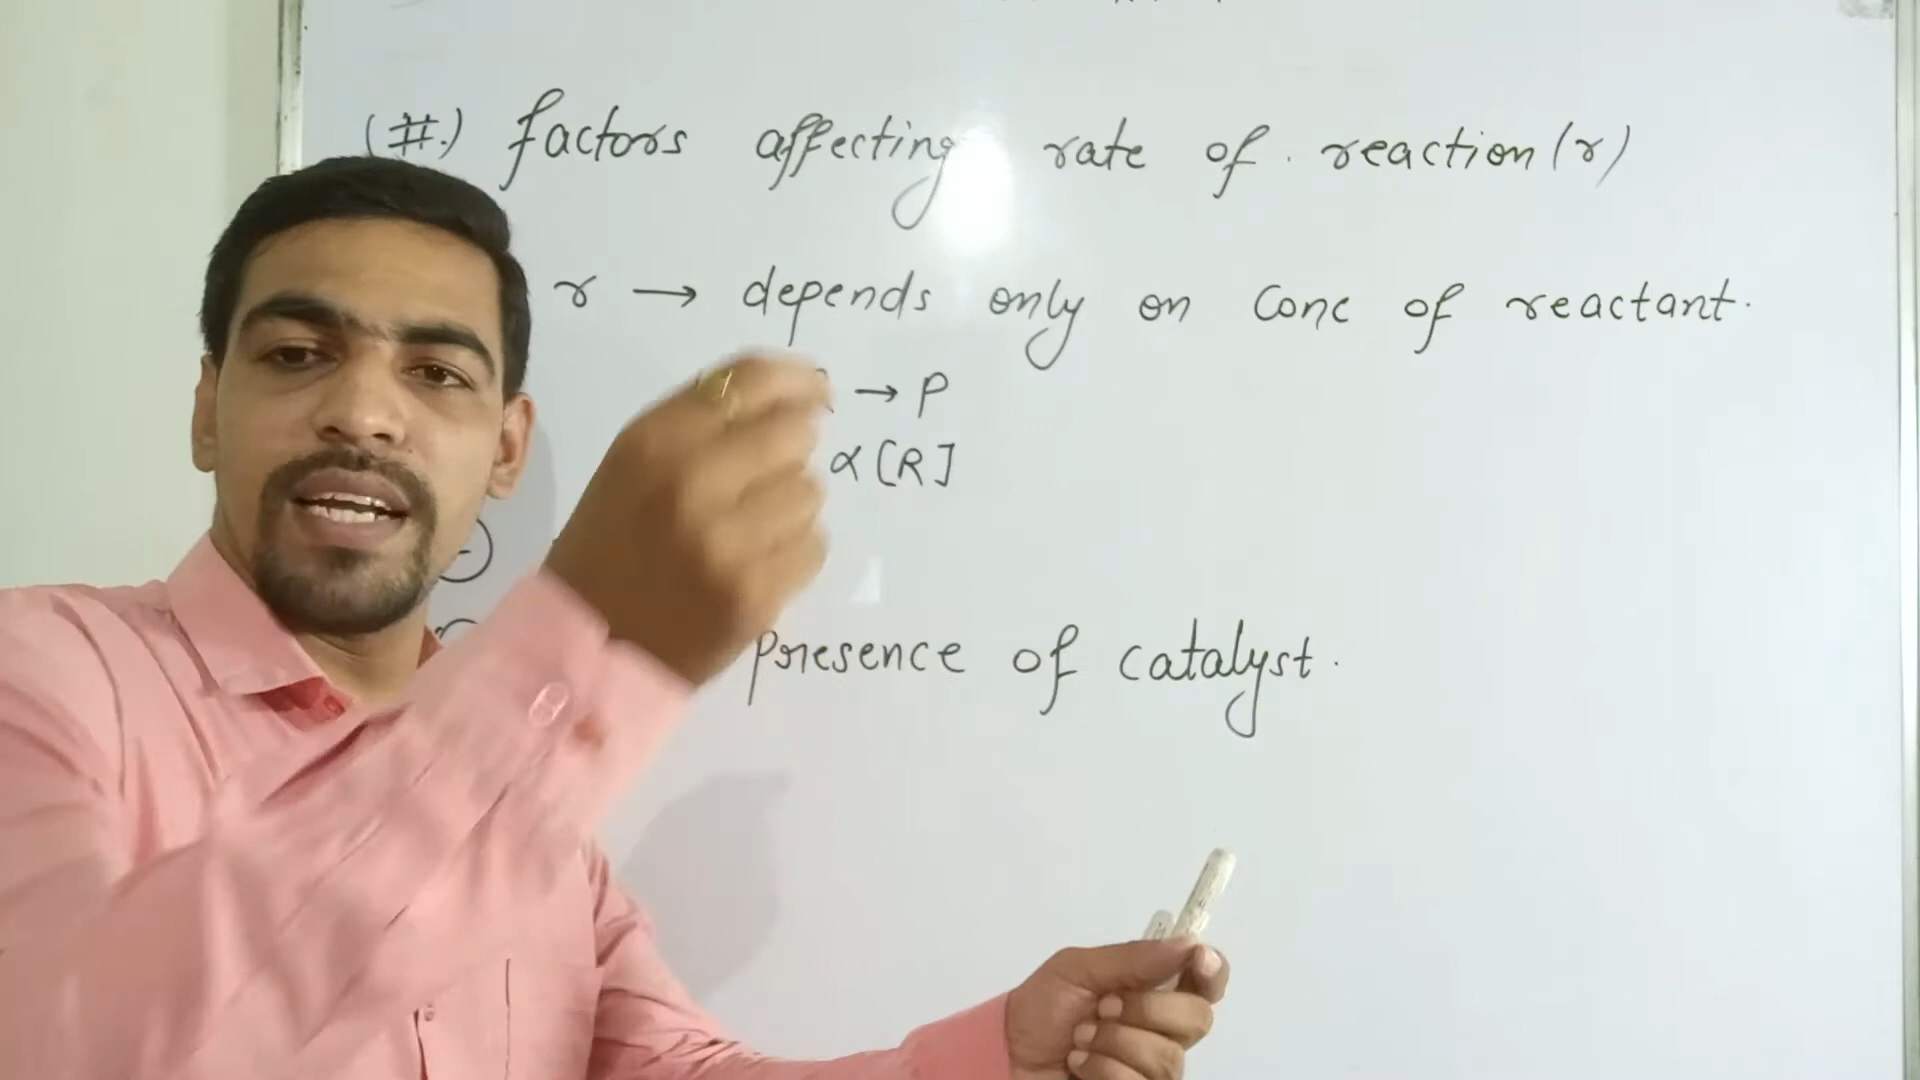 (#.) factors affecting rate of reaction (r)
r → depends only on Conc of reactant.
→ P
α [R]
presence of catalyst.